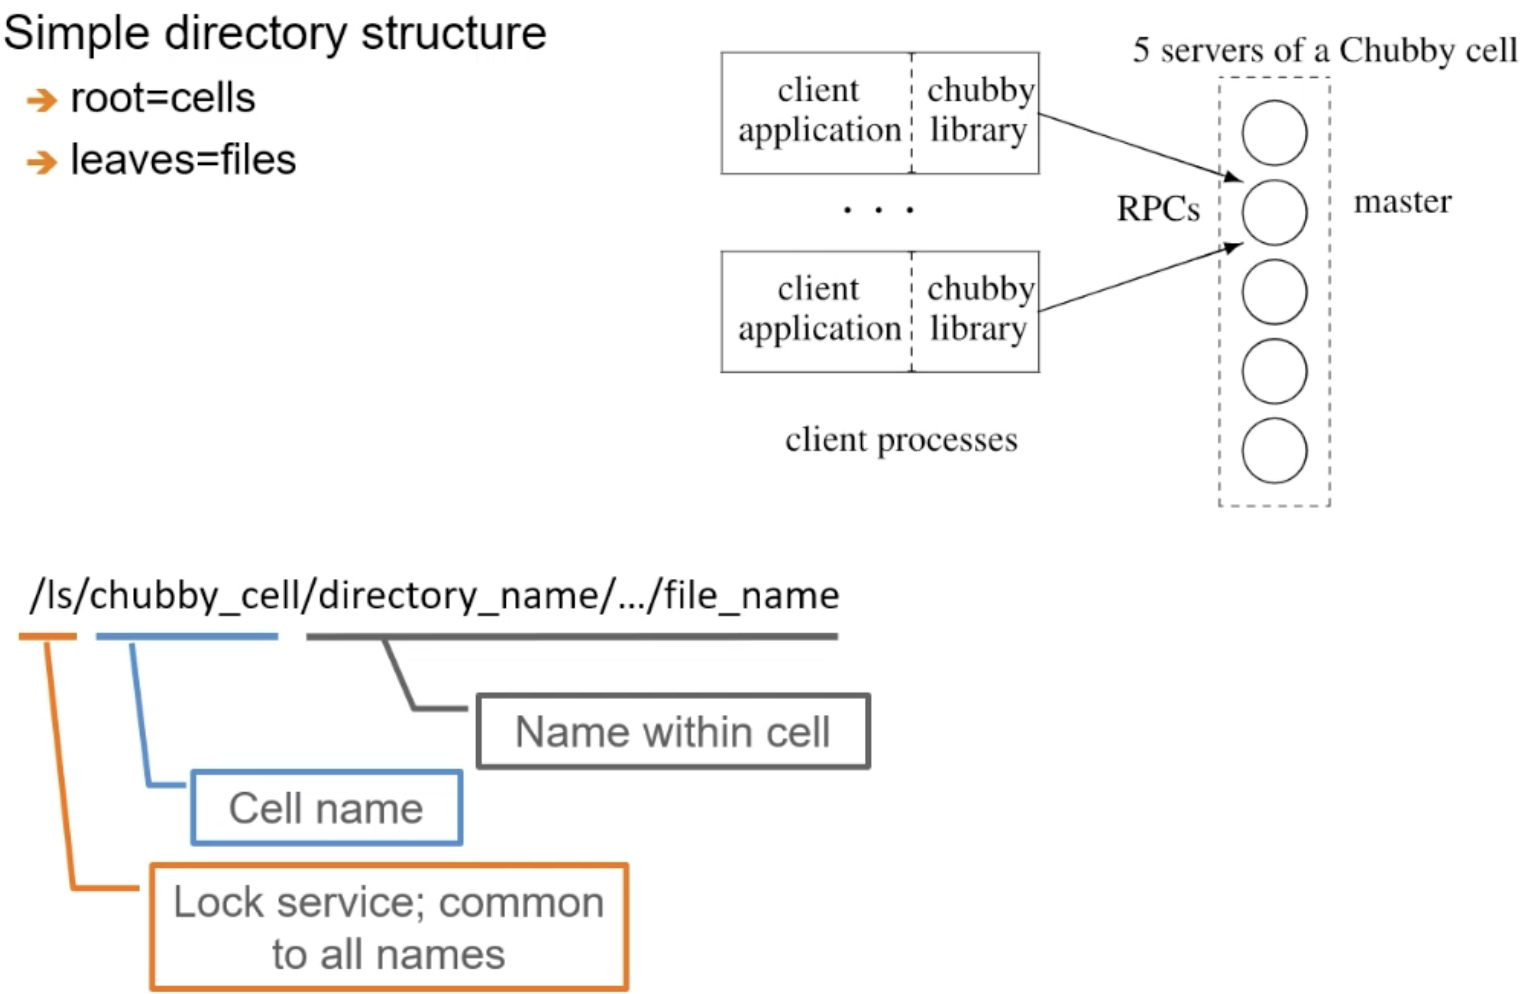 Simple directory structure
root=cells
leaves=files
5 servers of a Chubby cell
client
application
chubby
library
. . .
RPCs
master
client
application
chubby
library
client processes
/ls/chubby_cell/directory_name/.../file_name
Name within cell
Cell name
Lock service; common
to all names